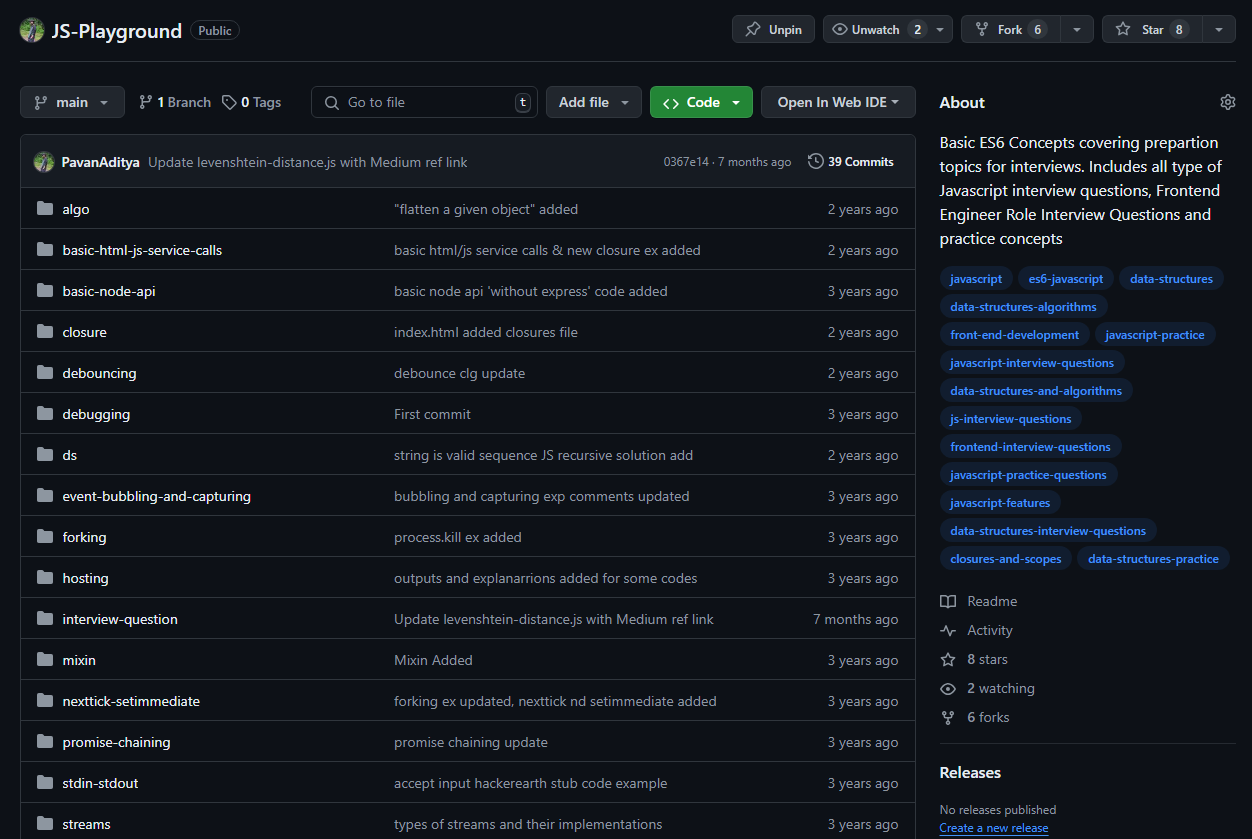 JS-Playground Public Unpin Unwatch 2 Fork 6 Star 8
main 1 Branch 0 Tags Go to file t Add file Code Open In Web IDE
PavanAditya Update levenshtein-distance.js with Medium ref link 0367e14 · 7 months ago 39 Commits
algo "flatten a given object" added 2 years ago
basic-html-js-service-calls basic html/js service calls & new closure ex added 2 years ago
basic-node-api basic node api 'without express' code added 3 years ago
closure index.html added closures file 2 years ago
debouncing debounce clg update 2 years ago
debugging First commit 3 years ago
ds string is valid sequence JS recursive solution add 2 years ago
event-bubbling-and-capturing bubbling and capturing exp comments updated 3 years ago
forking process.kill ex added 3 years ago
hosting outputs and explanarrions added for some codes 3 years ago
interview-question Update levenshtein-distance.js with Medium ref link 7 months ago
mixin Mixin Added 3 years ago
nexttick-setimmediate forking ex updated, nexttick nd setimmediate added 3 years ago
promise-chaining promise chaining update 3 years ago
stdin-stdout accept input hackerearth stub code example 3 years ago
streams types of streams and their implementations 3 years ago
About
Basic ES6 Concepts covering prepartion
topics for interviews. Includes all type of
Javascript interview questions, Frontend
Engineer Role Interview Questions and
practice concepts
javascript es6-javascript data-structures
data-structures-algorithms
front-end-development javascript-practice
javascript-interview-questions
data-structures-and-algorithms
js-interview-questions
frontend-interview-questions
javascript-practice-questions
javascript-features
data-structures-interview-questions
closures-and-scopes data-structures-practice
Readme
Activity
8 stars
2 watching
6 forks
Releases
No releases published
Create a new release